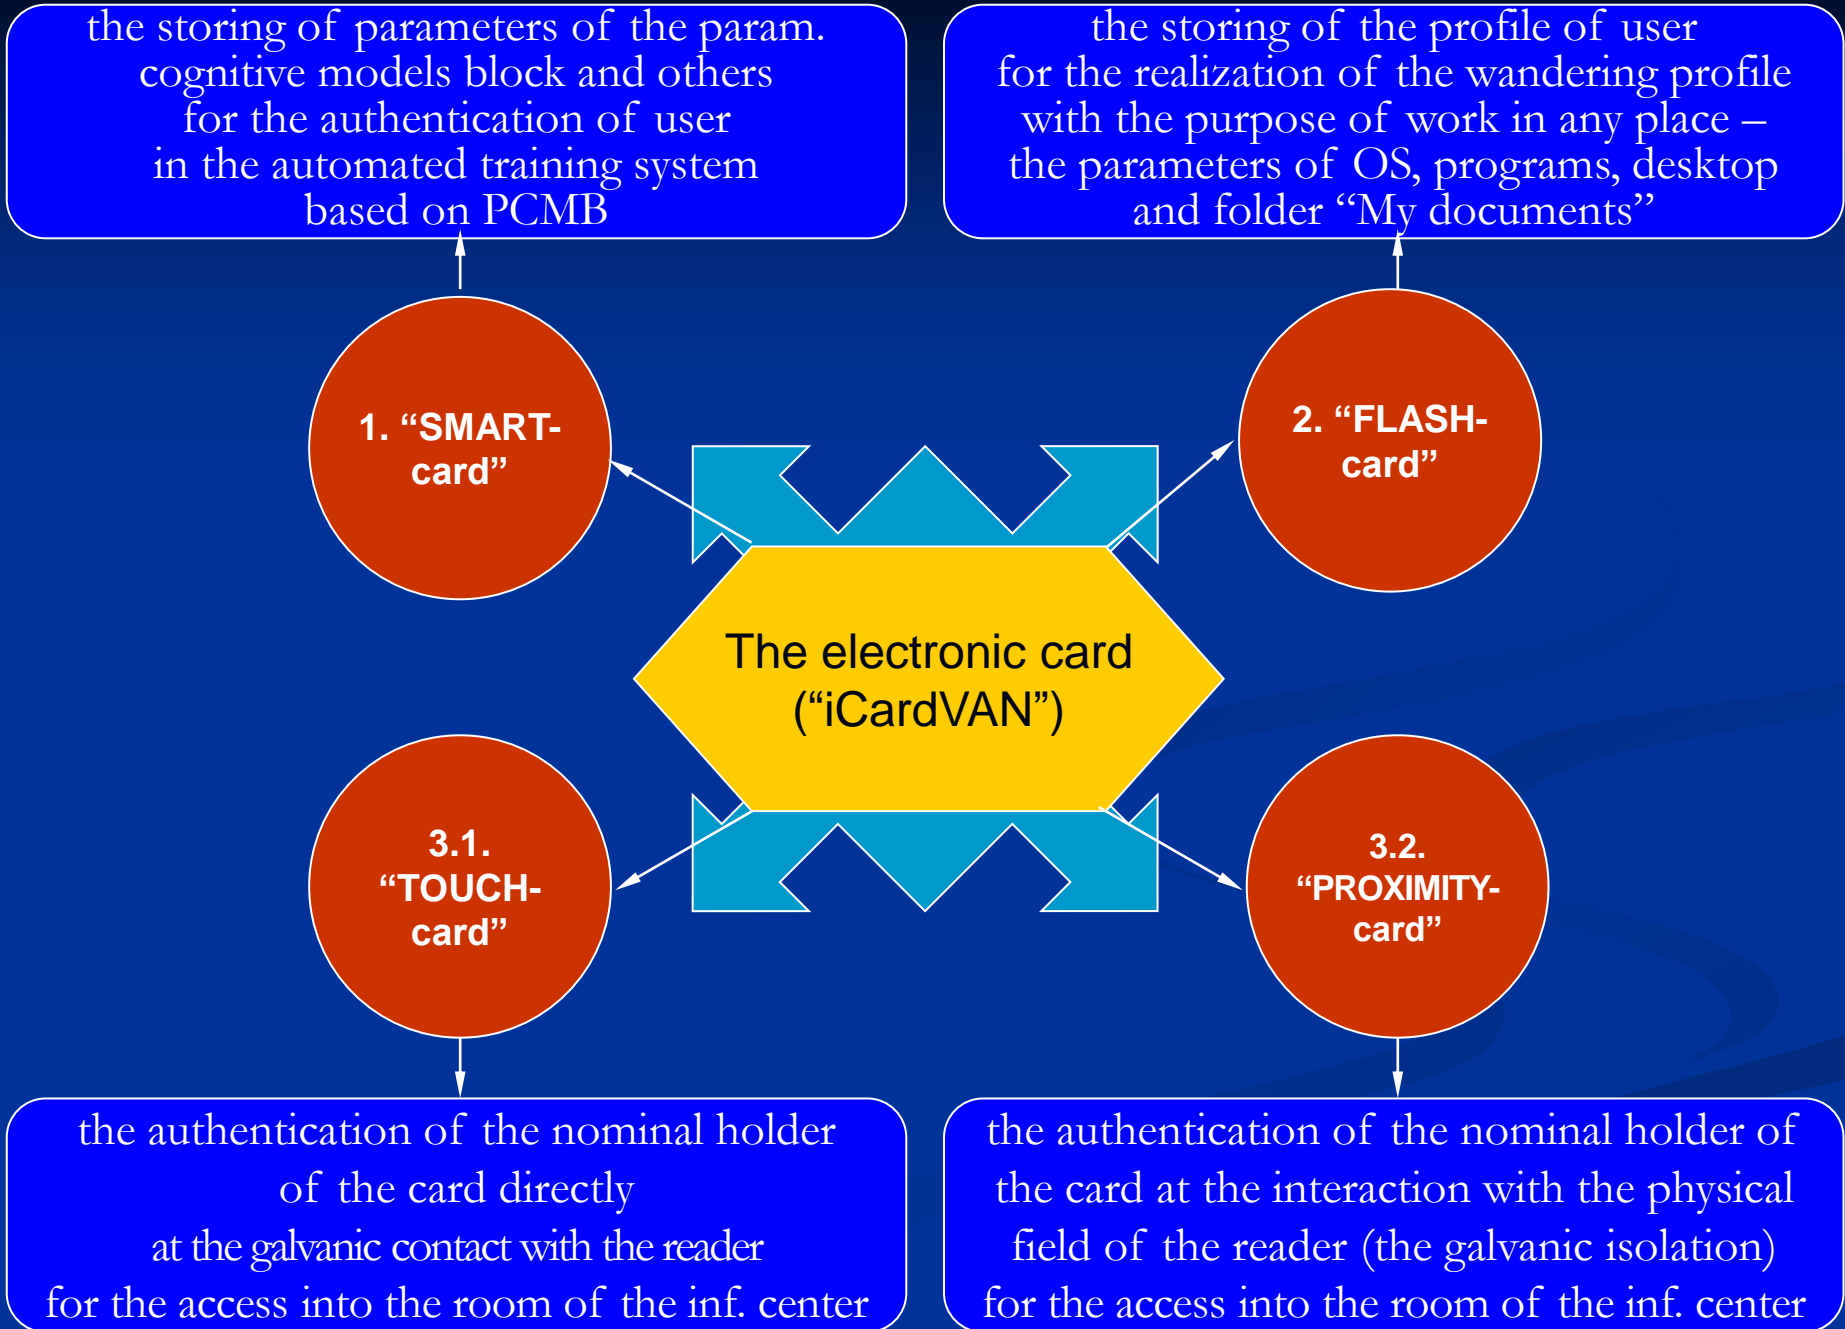 the storing of parameters of the param.
cognitive models block and others
for the authentication of user
in the automated training system
based on PCMB
the storing of the profile of user
for the realization of the wandering profile
with the purpose of work in any place –
the parameters of OS, programs, desktop
and folder “My documents”
1. “SMART-
card”
2. “FLASH-
card”
The electronic card
(“iCardVAN”)
3.1.
“TOUCH-
card”
3.2.
“PROXIMITY-
card”
the authentication of the nominal holder
of the card directly
at the galvanic contact with the reader
for the access into the room of the inf. center
the authentication of the nominal holder of
the card at the interaction with the physical
field of the reader (the galvanic isolation)
for the access into the room of the inf. center